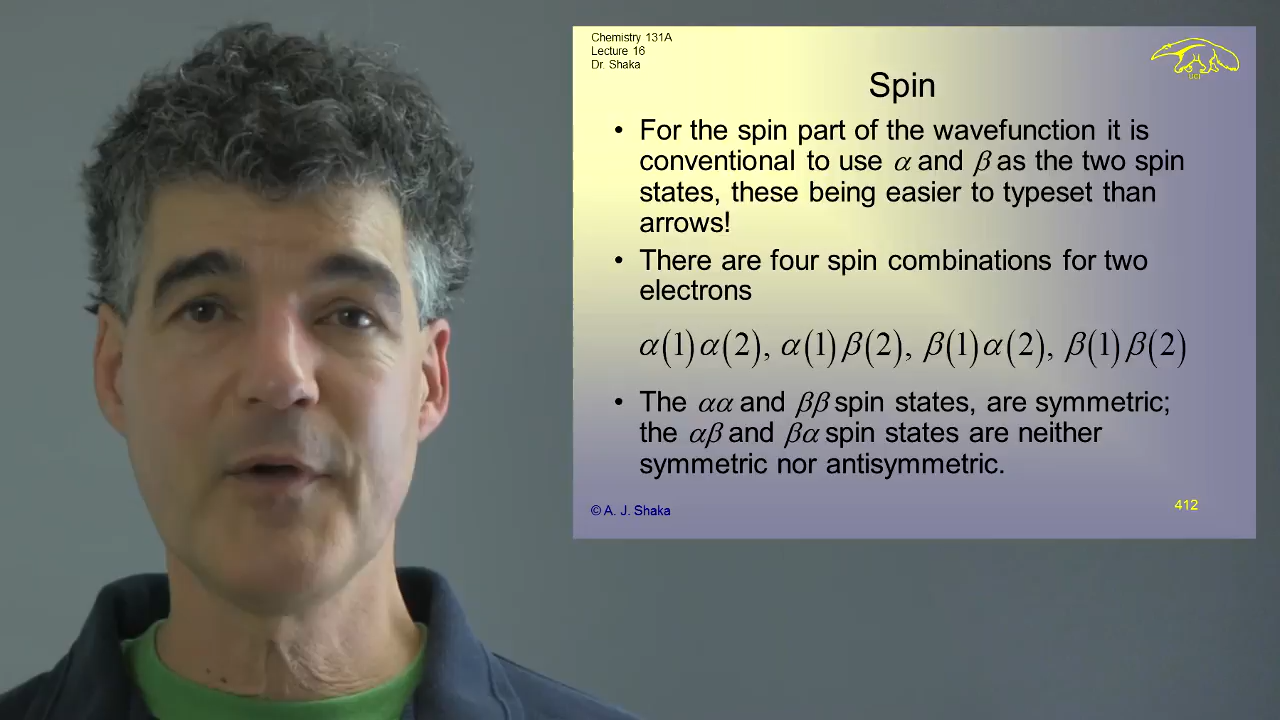 Chemistry 131A
Lecture 16
Dr. Shaka
UCI
Spin
• For the spin part of the wavefunction it is
conventional to use α and β as the two spin
states, these being easier to typeset than
arrows!
• There are four spin combinations for two
electrons
α(1)α(2), α(1)β(2), β(1)α(2), β(1)β(2)
• The αα and ββ spin states, are symmetric;
the αβ and βα spin states are neither
symmetric nor antisymmetric.
© A. J. Shaka
412